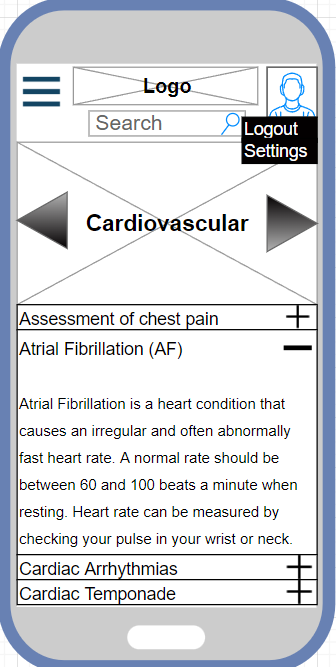 Logo
Search
Logout
Settings
Cardiovascular
Assessment of chest pain
Atrial Fibrillation (AF)
Atrial Fibrillation is a heart condition that
causes an irregular and often abnormally
fast heart rate. A normal rate should be
between 60 and 100 beats a minute when
resting. Heart rate can be measured by
checking your pulse in your wrist or neck.
Cardiac Arrhythmias
Cardiac Temponade